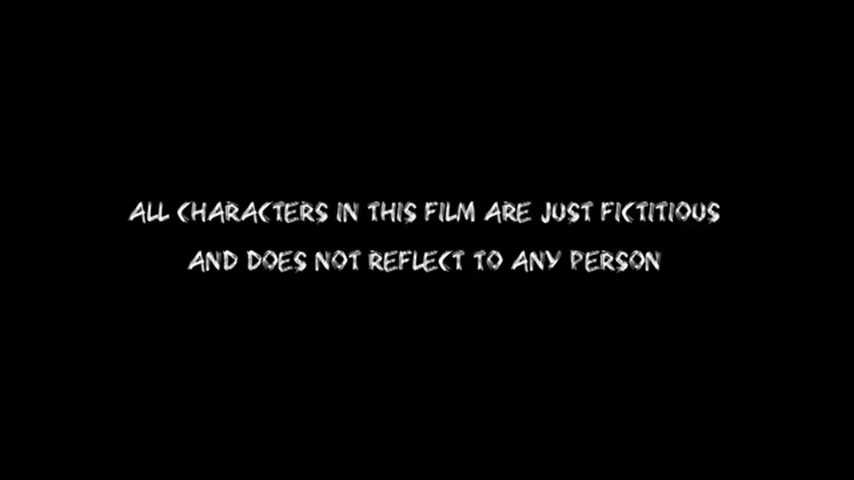 ALL CHARACTERS IN THIS FILM ARE JUST FICTITIOUS
AND DOES NOT REFLECT TO ANY PERSON